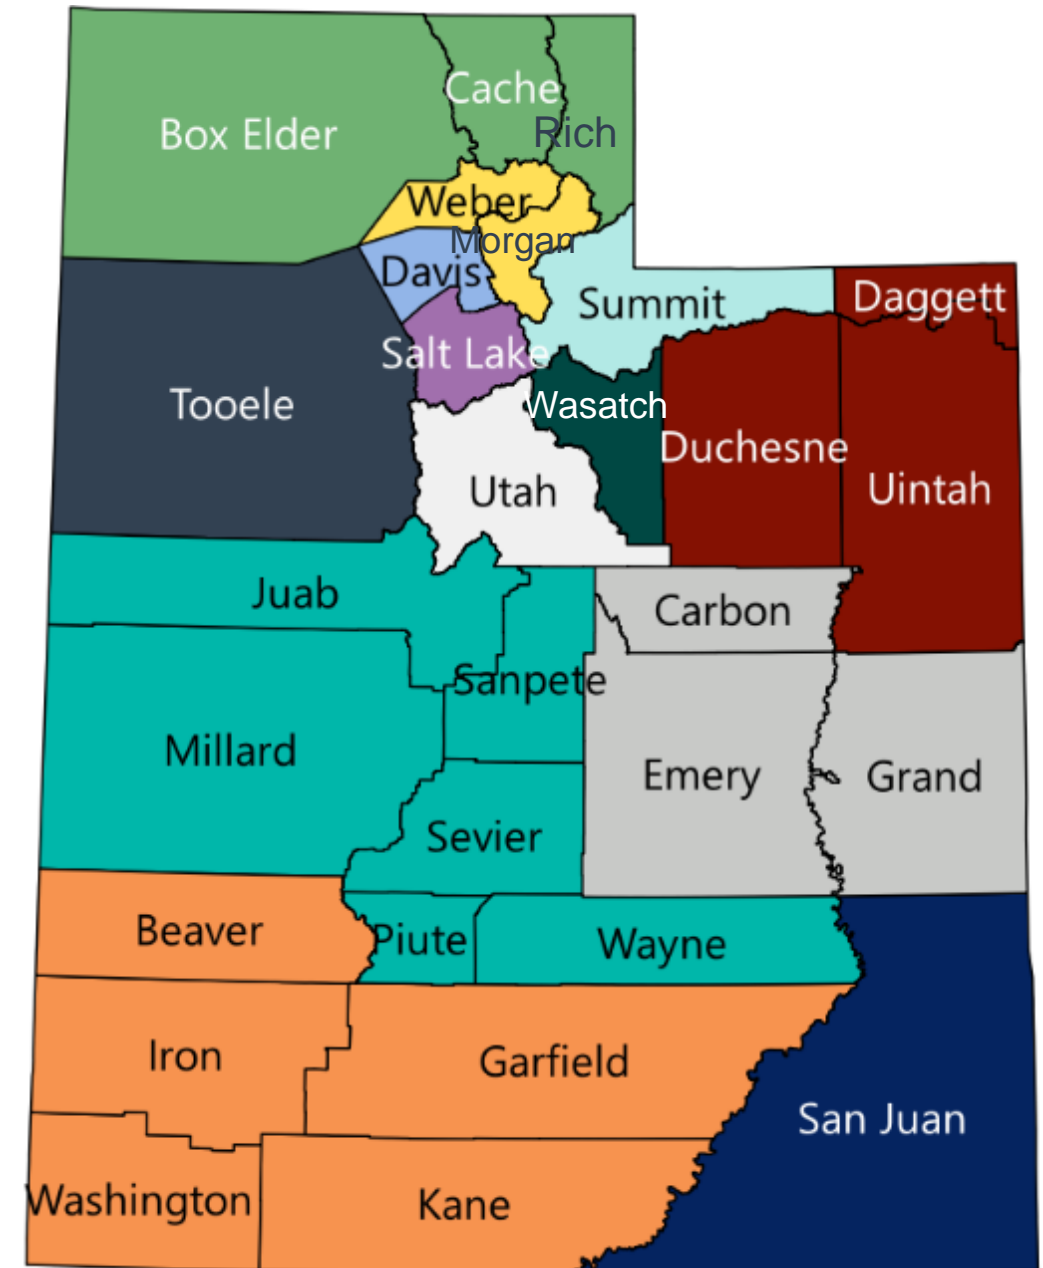 Cache
Box Elder
Rich
Weber
Morgan
Davis
Summit
Daggett
Salt Lake
Tooele
Wasatch
Duchesne
Utah
Uintah
Juab
Carbon
Sanpete
Millard
Emery
Grand
Sevier
Beaver
Piute
Wayne
Iron
Garfield
San Juan
Washington
Kane